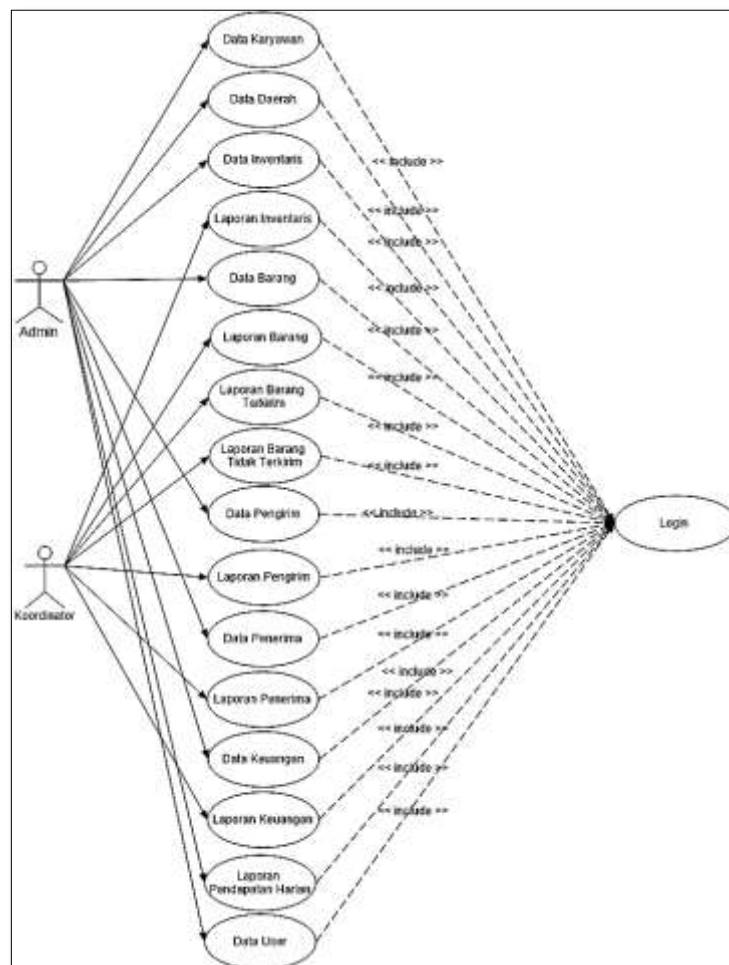 Data Karyawan
Data Daerah
Data Inventaris
<< include >>
Laporan Inventaris
<< include >>
<< include >>
Data Barang
<< include >>
Admin
Laporan Barang
<< include >>
<< include >>
Laporan Barang
Terkirim
<< include >>
Laporan Barang
Tidak Terkirim
<< include >>
Data Pengirim
<< include >>
Login
Laporan Pengirim
<< include >>
Koordinator
Data Penerima
<< include >>
<< include >>
Laporan Penerima
<< include >>
<< include >>
Data Keuangan
<< include >>
<< include >>
Laporan Keuangan
<< include >>
Laporan
Pendapatan Harian
Data User